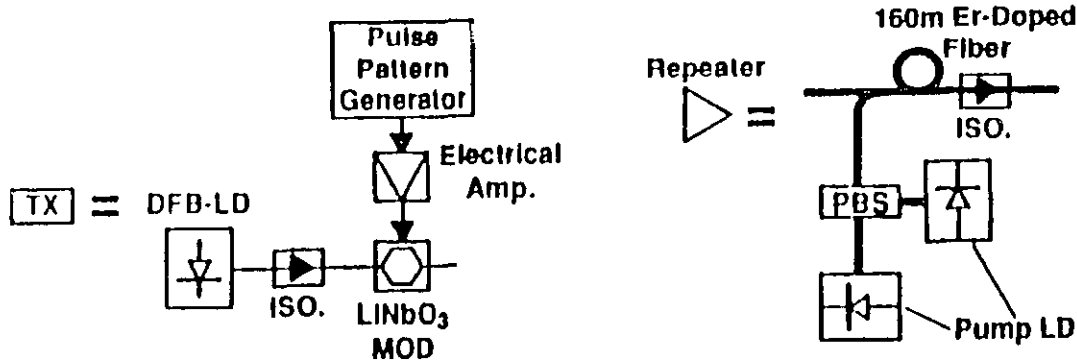 Pulse
Pattern
Generator
Electrical
Amp.
TX = DFB-LD
ISO.
LINbO3
MOD
160m Er-Doped
Fiber
Repeater
=
ISO.
PBS
Pump LD